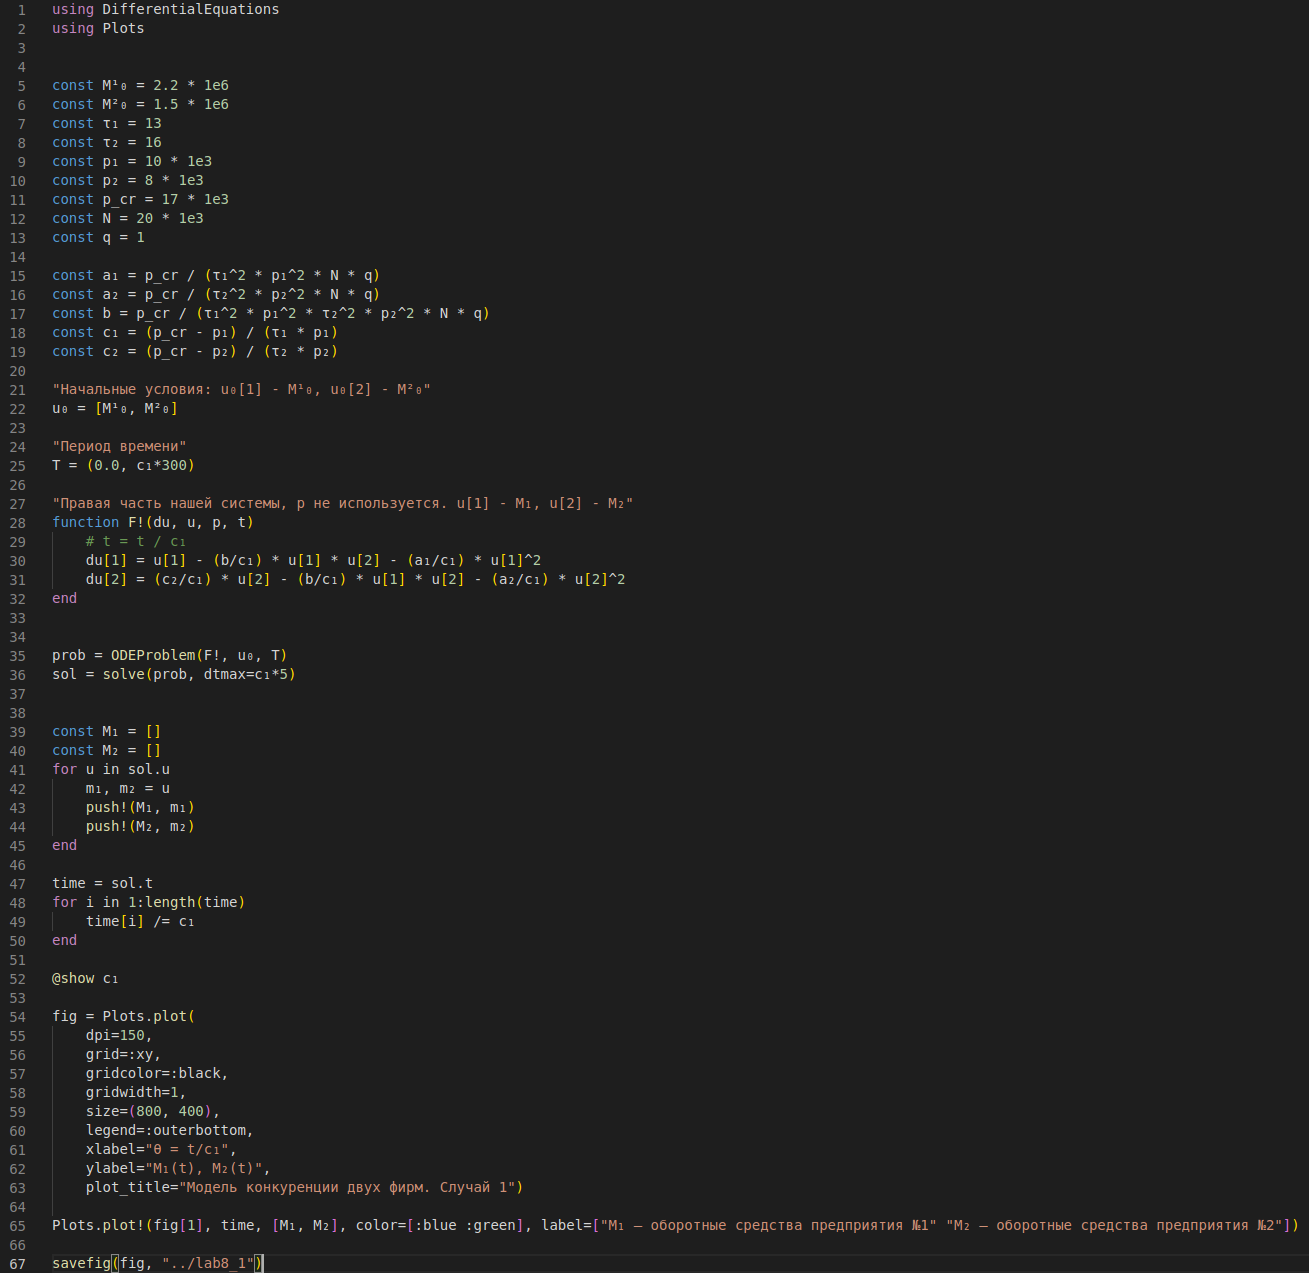 1 using DifferentialEquations
2 using Plots
3
4
5 const M¹₀ = 2.2 * 1e6
6 const M²₀ = 1.5 * 1e6
7 const τ₁ = 13
8 const τ₂ = 16
9 const p₁ = 10 * 1e3
10 const p₂ = 8 * 1e3
11 const p_cr = 17 * 1e3
12 const N = 20 * 1e3
13 const q = 1
14
15 const a₁ = p_cr / (τ₁^2 * p₁^2 * N * q)
16 const a₂ = p_cr / (τ₂^2 * p₂^2 * N * q)
17 const b = p_cr / (τ₁^2 * p₁^2 * τ₂^2 * p₂^2 * N * q)
18 const c₁ = (p_cr - p₁) / (τ₁ * p₁)
19 const c₂ = (p_cr - p₂) / (τ₂ * p₂)
20
21 "Начальные условия: u₀[1] - M¹₀, u₀[2] - M²₀"
22 u₀ = [M¹₀, M²₀]
23
24 "Период времени"
25 T = (0.0, c₁*300)
26
27 "Правая часть нашей системы, p не используется. u[1] - M₁, u[2] - M₂"
28 function F!(du, u, p, t)
29     # t = t / c₁
30     du[1] = u[1] - (b/c₁) * u[1] * u[2] - (a₁/c₁) * u[1]^2
31     du[2] = (c₂/c₁) * u[2] - (b/c₁) * u[1] * u[2] - (a₂/c₁) * u[2]^2
32 end
33
34
35 prob = ODEProblem(F!, u₀, T)
36 sol = solve(prob, dtmax=c₁*5)
37
38
39 const M₁ = []
40 const M₂ = []
41 for u in sol.u
42     m₁, m₂ = u
43     push!(M₁, m₁)
44     push!(M₂, m₂)
45 end
46
47 time = sol.t
48 for i in 1:length(time)
49     time[i] /= c₁
50 end
51
52 @show c₁
53
54 fig = Plots.plot(
55     dpi=150,
56     grid=:xy,
57     gridcolor=:black,
58     gridwidth=1,
59     size=(800, 400),
60     legend=:outerbottom,
61     xlabel="θ = t/c₁",
62     ylabel="M₁(t), M₂(t)",
63     plot_title="Модель конкуренции двух фирм. Случай 1")
64
65 Plots.plot!(fig[1], time, [M₁, M₂], color=[:blue :green], label=["M₁ — оборотные средства предприятия №1" "M₂ — оборотные средства предприятия №2"])
66
67 savefig(fig, "../lab8_1")